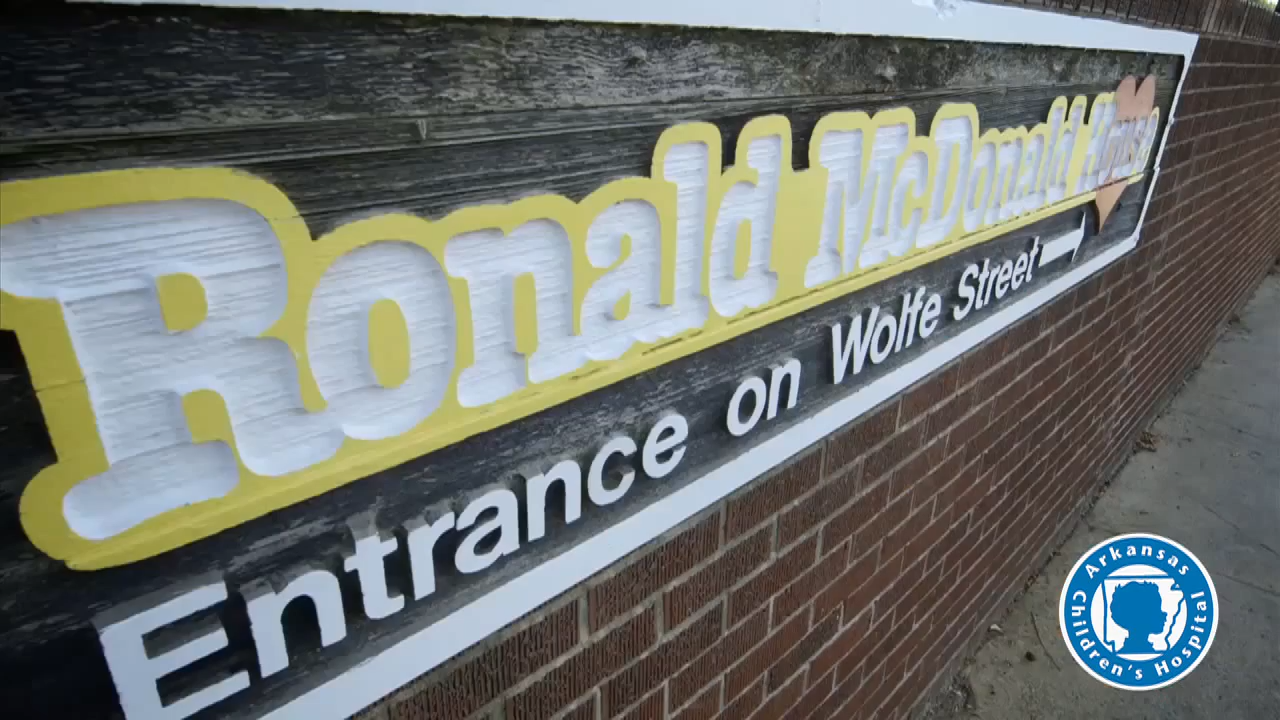 Ronald McDonald House
Entrance on Wolfe Street
Arkansas
Children's Hospital